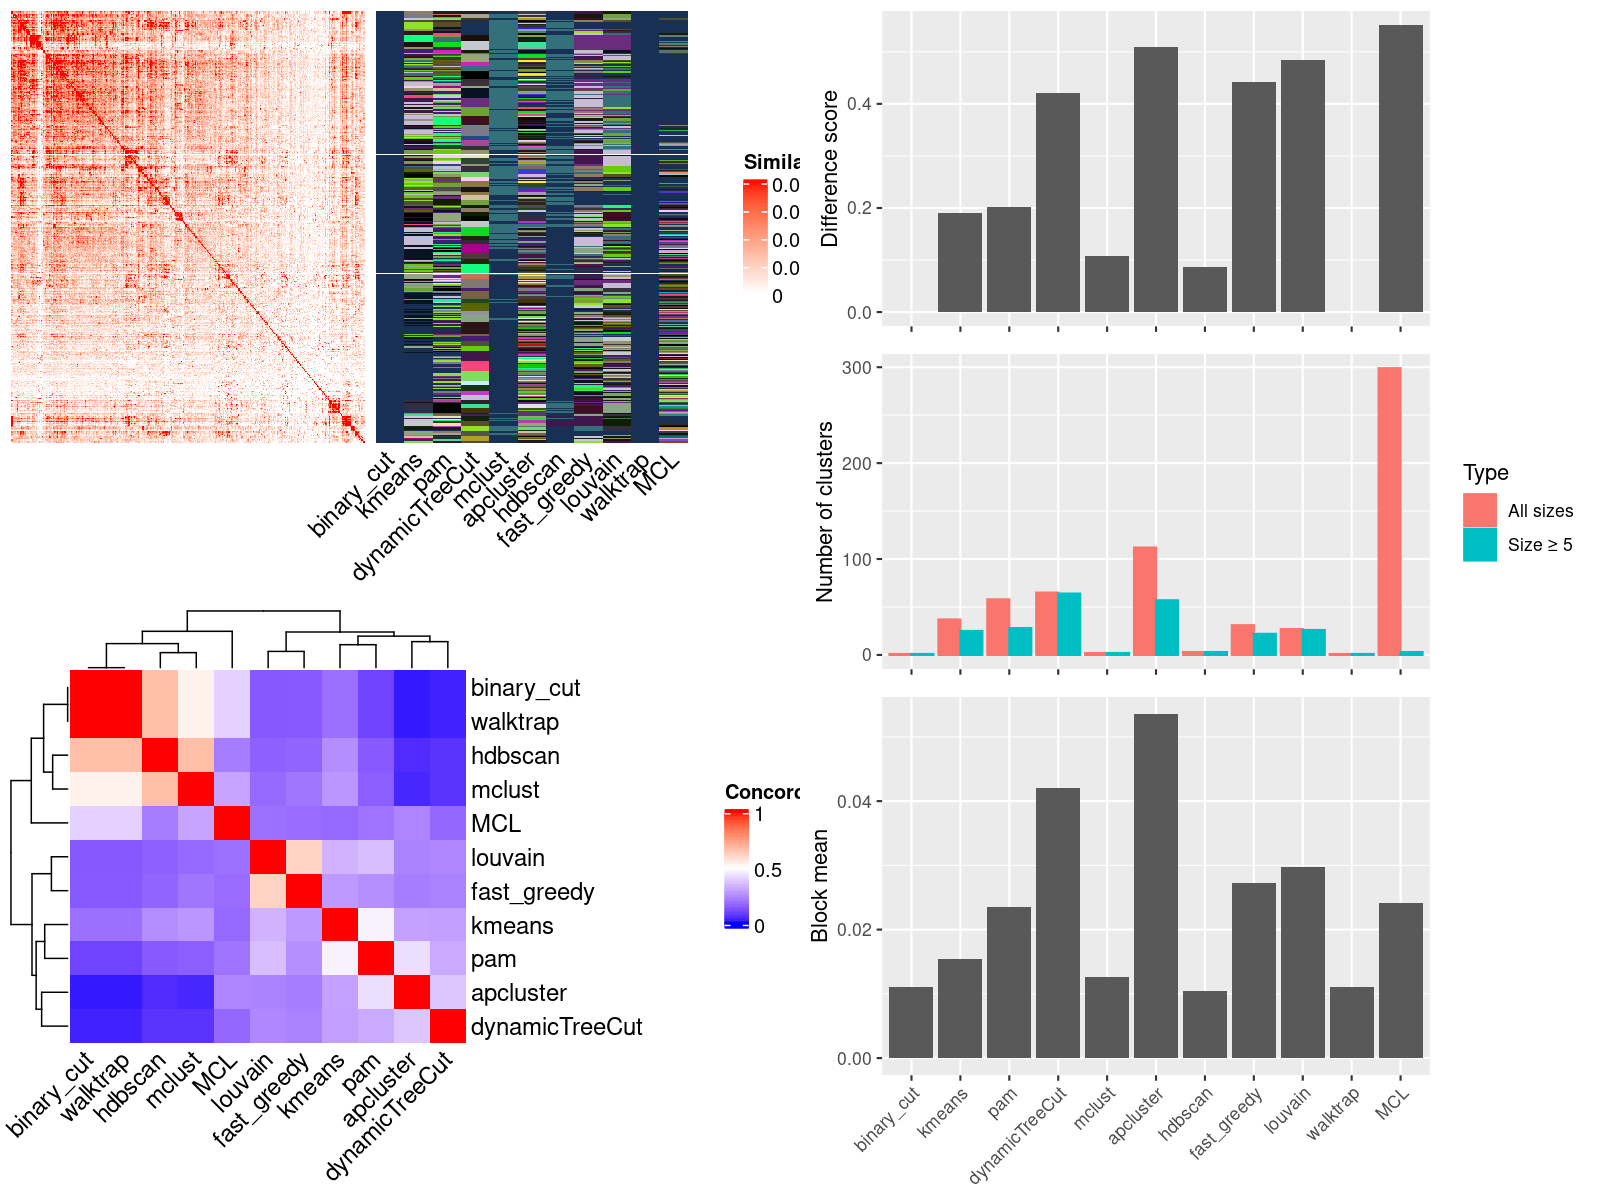 Simila
0.0
0.0
0.0
0.0
0
binary_cut
kmeans
pam
dynamicTreeCut
mclust
apcluster
hdbscan
fast_greedy
louvain
walktrap
MCL
binary_cut
walktrap
hdbscan
mclust
MCL
louvain
fast_greedy
kmeans
pam
apcluster
dynamicTreeCut
binary_cut
walktrap
hdbscan
mclust
MCL
louvain
fast_greedy
kmeans
pam
apcluster
dynamicTreeCut
Concord
1
0.5
0
Difference score
0.4
0.2
0.0
Number of clusters
300
200
100
0
Type
All sizes
Size ≥ 5
Block mean
0.04
0.02
0.00
binary_cut
kmeans
pam
dynamicTreeCut
mclust
apcluster
hdbscan
fast_greedy
louvain
walktrap
MCL